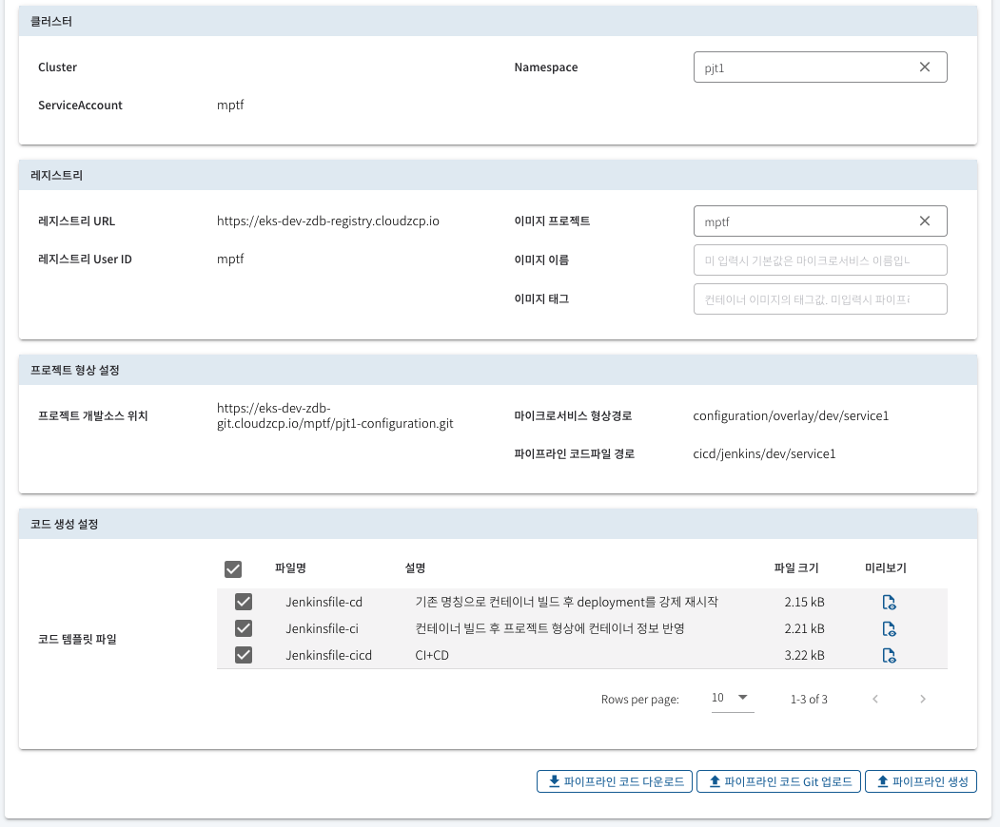 클러스터
Cluster
Namespace
pjt1
ServiceAccount
mptf
레지스트리
레지스트리 URL
https://eks-dev-zdb-registry.cloudzcp.io
이미지 프로젝트
mptf
레지스트리 User ID
mptf
이미지 이름
미 입력시 기본값은 마이크로서비스 이름입니
이미지 태그
컨테이너 이미지의 태그값. 미입력시 파이프
프로젝트 형상 설정
프로젝트 개발소스 위치
https://eks-dev-zdb-
git.cloudzcp.io/mptf/pjt1-configuration.git
마이크로서비스 형상경로
configuration/overlay/dev/service1
파이프라인 코드파일 경로
cicd/jenkins/dev/service1
코드 생성 설정
코드 템플릿 파일
파일명 설명 파일 크기 미리보기
Jenkinsfile-cd 기존 명칭으로 컨테이너 빌드 후 deployment를 강제 재시작 2.15 kB
Jenkinsfile-ci 컨테이너 빌드 후 프로젝트 형상에 컨테이너 정보 반영 2.21 kB
Jenkinsfile-cicd CI+CD 3.22 kB
Rows per page: 10 1-3 of 3
파이프라인 코드 다운로드 파이프라인 코드 Git 업로드 파이프라인 생성